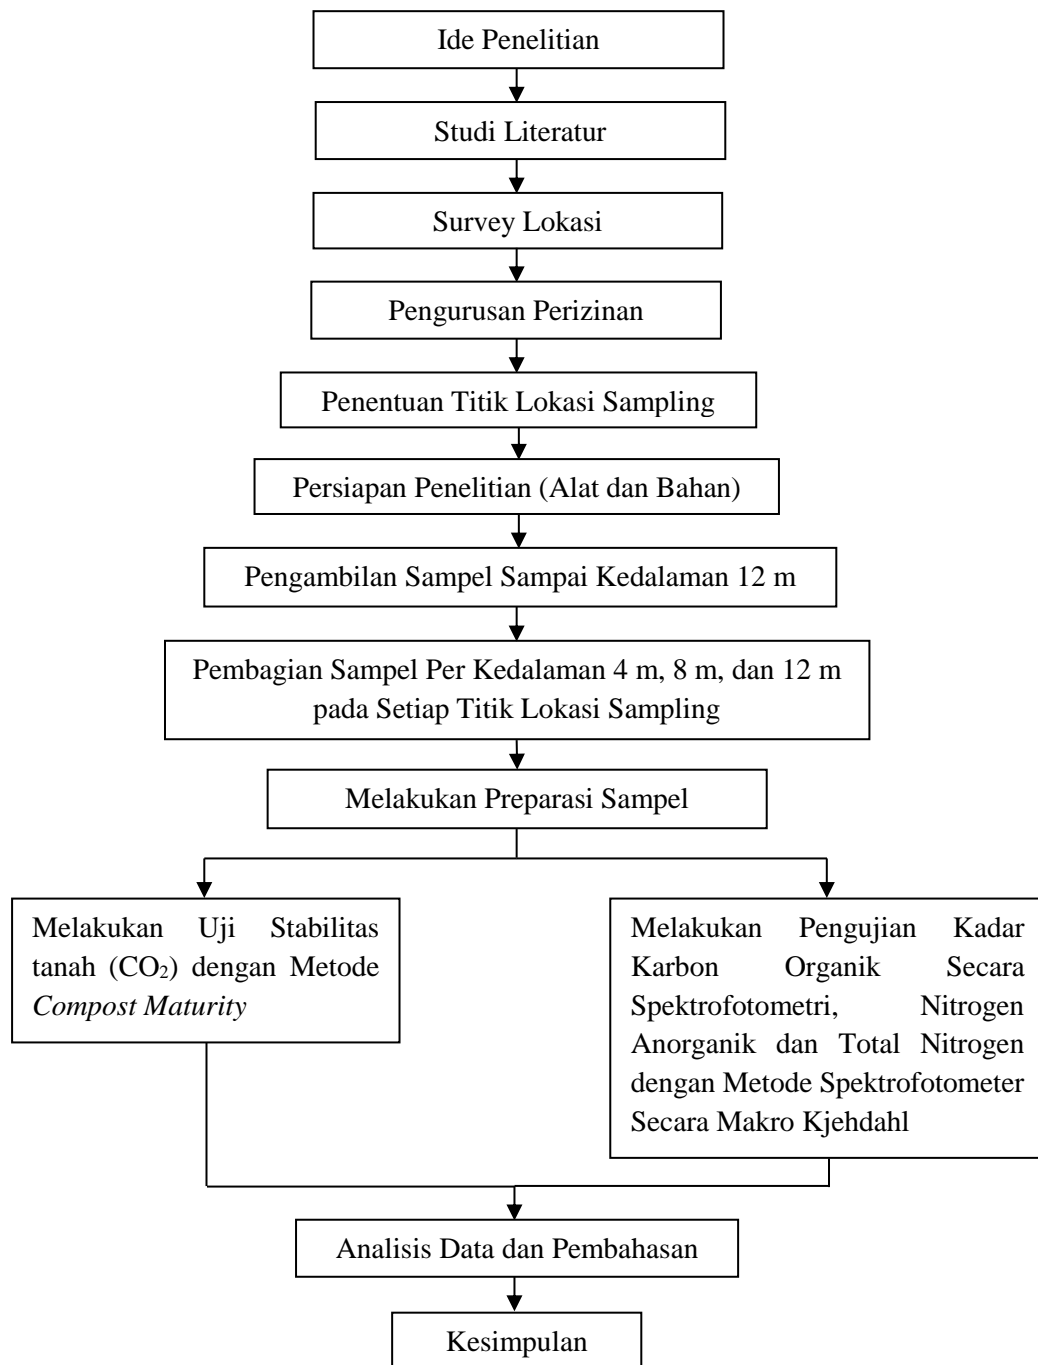 Ide Penelitian
Studi Literatur
Survey Lokasi
Pengurusan Perizinan
Penentuan Titik Lokasi Sampling
Persiapan Penelitian (Alat dan Bahan)
Pengambilan Sampel Sampai Kedalaman 12 m
Pembagian Sampel Per Kedalaman 4 m, 8 m, dan 12 m
pada Setiap Titik Lokasi Sampling
Melakukan Preparasi Sampel
Melakukan Uji Stabilitas
tanah (CO₂) dengan Metode
Compost Maturity
Melakukan Pengujian Kadar
Karbon Organik Secara
Spektrofotometri, Nitrogen
Anorganik dan Total Nitrogen
dengan Metode Spektrofotometer
Secara Makro Kjehdahl
Analisis Data dan Pembahasan
Kesimpulan